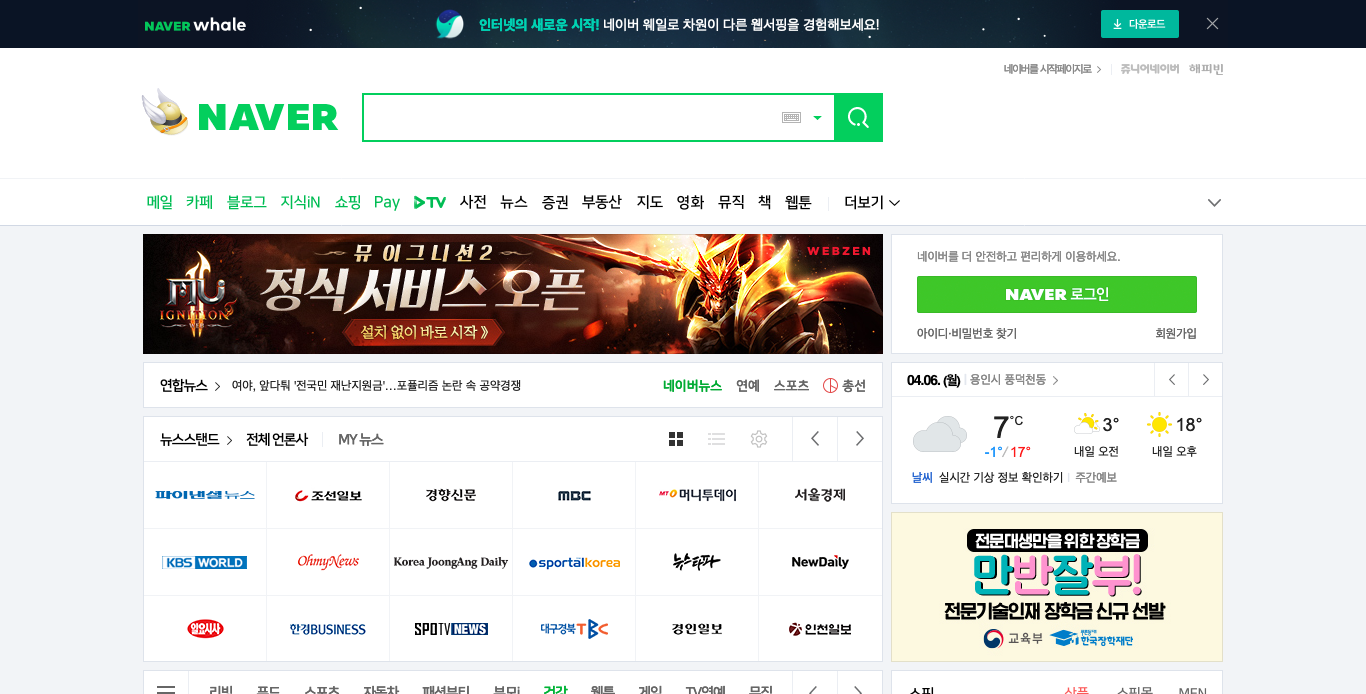 NAVER whale
인터넷의 새로운 시작! 네이버 웨일로 차원이 다른 웹서핑을 경험해보세요!
다운로드
네이버를 시작페이지로
쥬니어네이버 해피빈
NAVER
메일 카페 블로그 지식iN 쇼핑 Pay TV 사전 뉴스 증권 부동산 지도 영화 뮤직 책 웹툰 더보기
뮤 이그니션2
WEBZEN
MU
IGNITION
정식 서비스 오픈
설치 없이 바로 시작 》
네이버를 더 안전하고 편리하게 이용하세요.
NAVER 로그인
아이디·비밀번호 찾기 회원가입
연합뉴스 여야, 앞다퉈 '전국민 재난지원금'…포퓰리즘 논란 속 공약경쟁
네이버뉴스 연예 스포츠 총선
04.06. (월) 용인시 풍덕천동
7°C
-1°/17°
3°
내일 오전
18°
내일 오후
날씨 실시간 기상 정보 확인하기 주간예보
뉴스스탠드 전체 언론사 MY 뉴스
파이낸셜뉴스 조선일보 경향신문 MBC MTO 머니투데이 서울경제
KBS WORLD OhmyNews Korea JoongAng Daily sportalkorea 뉴스타파 NewDaily
일요시사 한경BUSINESS SPOTV NEWS 대구경북TBC 경인일보 인천일보
전문대생만을 위한 장학금
만반잘부!
전문기술인재 장학금 신규 선발
교육부 한국장학재단
리빙 푸드 스포츠 자동차 패션뷰티 부모i 건강 웹툰 게임 TV연예 뮤직
쇼핑 상품 쇼핑몰 MEN